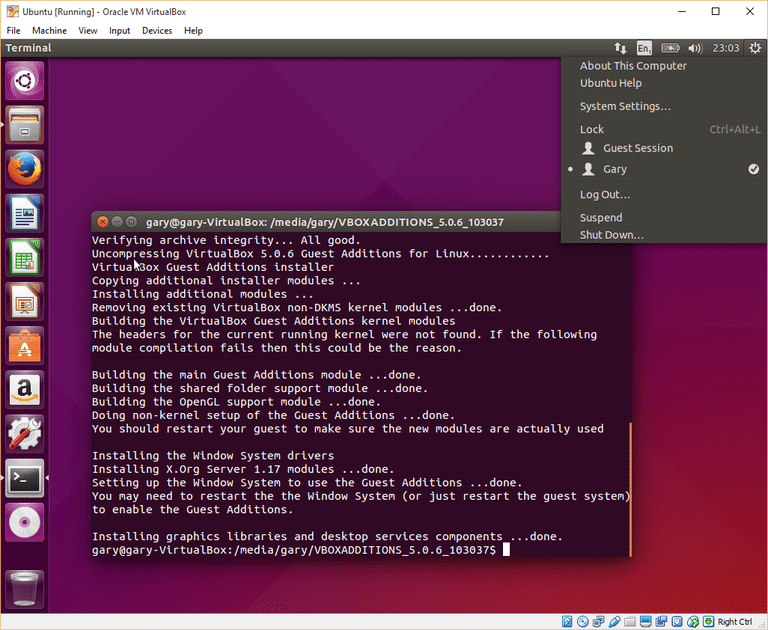 Ubuntu [Running] - Oracle VM VirtualBox
File Machine View Input Devices Help
Terminal
En₁
23:03
About This Computer
Ubuntu Help
System Settings...
Lock Ctrl+Alt+L
Guest Session
Gary
Log Out...
Suspend
Shut Down...
gary@gary-VirtualBox: /media/gary/VBOXADDITIONS_5.0.6_103037
Verifying archive integrity... All good.
Uncompressing VirtualBox 5.0.6 Guest Additions for Linux............
VirtualBox Guest Additions installer
Copying additional installer modules ...
Installing additional modules ...
Removing existing VirtualBox non-DKMS kernel modules ...done.
Building the VirtualBox Guest Additions kernel modules
The headers for the current running kernel were not found. If the following
module compilation fails then this could be the reason.
Building the main Guest Additions module ...done.
Building the shared folder support module ...done.
Building the OpenGL support module ...done.
Doing non-kernel setup of the Guest Additions ...done.
You should restart your guest to make sure the new modules are actually used
Installing the Window System drivers
Installing X.Org Server 1.17 modules ...done.
Setting up the Window System to use the Guest Additions ...done.
You may need to restart the the Window System (or just restart the guest system)
to enable the Guest Additions.
Installing graphics libraries and desktop services components ...done.
gary@gary-VirtualBox:/media/gary/VBOXADDITIONS_5.0.6_103037$
Right Ctrl